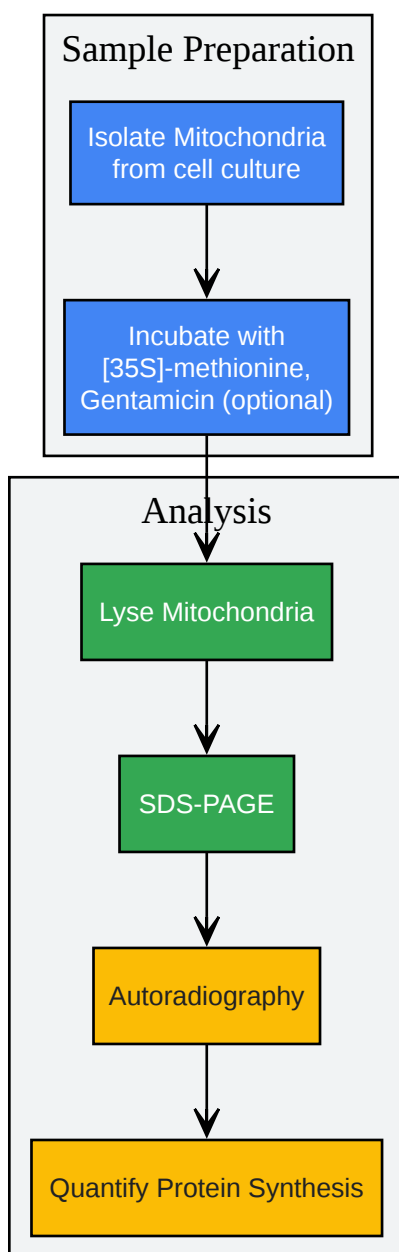 Sample Preparation
Isolate Mitochondria
from cell culture
Incubate with
[35S]-methionine,
Gentamicin (optional)
Analysis
Lyse Mitochondria
SDS-PAGE
Autoradiography
Quantify Protein Synthesis